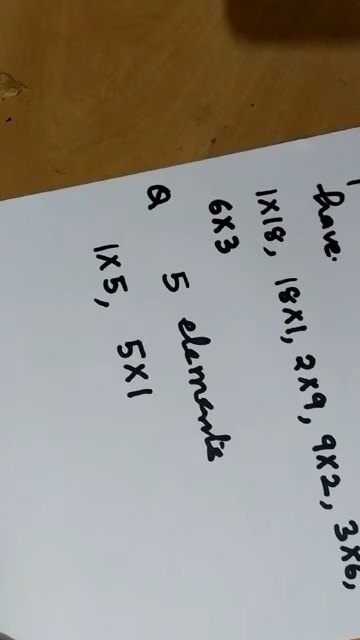 have.
1×18, 18×1, 2×9, 9×2, 3×6,
6×3
Q 5 elements
1×5, 5×1